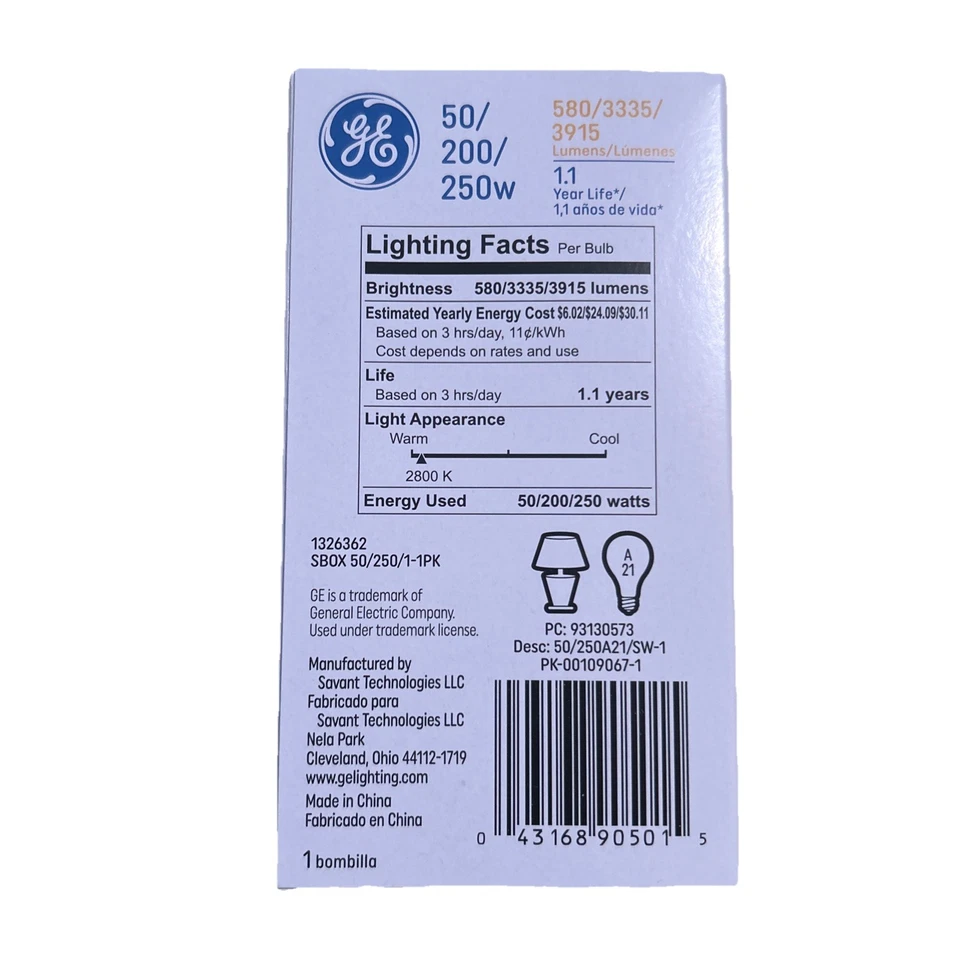 GE
50/
200/
250w
580/3335/
3915
Lumens/Lúmenes
1.1
Year Life*/
1,1 años de vida*
Lighting Facts Per Bulb
Brightness 580/3335/3915 lumens
Estimated Yearly Energy Cost $6.02/$24.09/$30.11
Based on 3 hrs/day, 11¢/kWh
Cost depends on rates and use
Life
Based on 3 hrs/day 1.1 years
Light Appearance
Warm Cool
2800 K
Energy Used 50/200/250 watts
1326362
SBOX 50/250/1-1PK
GE is a trademark of
General Electric Company.
Used under trademark license.
Manufactured by
Savant Technologies LLC
Fabricado para
Savant Technologies LLC
Nela Park
Cleveland, Ohio 44112-1719
www.gelighting.com
Made in China
Fabricado en China
1 bombilla
A
21
PC: 93130573
Desc: 50/250A21/SW-1
PK-00109067-1
0 43168 90501 5